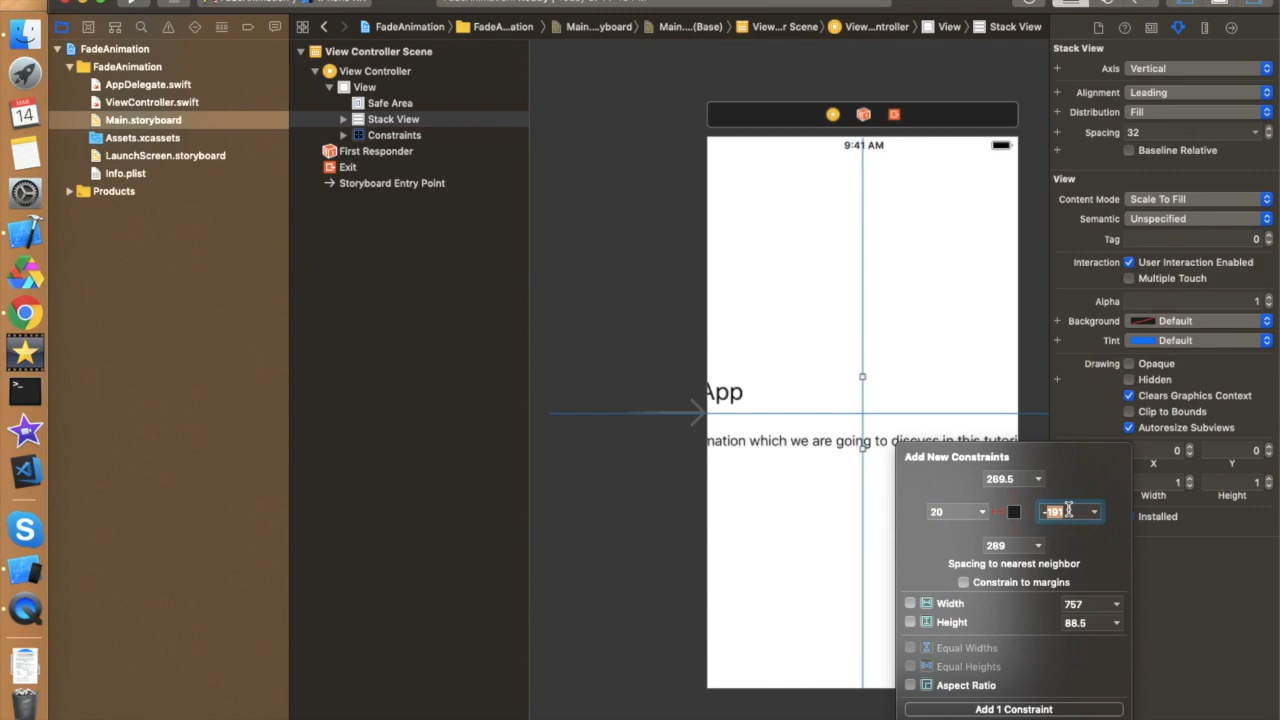 FadeAnimation
FadeAnimation
AppDelegate.swift
ViewController.swift
Main.storyboard
Assets.xcassets
LaunchScreen.storyboard
Info.plist
Products
MAR
14
FadeAnimation
FadeA...ation
Main....yboard
Main....(Base)
View...r Scene
View...ntroller
View
Stack View
View Controller Scene
View Controller
View
Safe Area
Stack View
Constraints
First Responder
Exit
Storyboard Entry Point
9:41 AM
App
mation which we are going to discuss in this tutori
Add New Constraints
269.5
20
-191
289
Spacing to nearest neighbor
Constrain to margins
Width
757
Height
88.5
Equal Widths
Equal Heights
Aspect Ratio
Add 1 Constraint
Stack View
Axis Vertical
Alignment Leading
Distribution Fill
Spacing 32
Baseline Relative
View
Content Mode Scale To Fill
Semantic Unspecified
Tag 0
Interaction User Interaction Enabled
Multiple Touch
Alpha 1
Background Default
Tint Default
Drawing Opaque
Hidden
Clears Graphics Context
Clip to Bounds
Autoresize Subviews
0 0
X Y
1 1
Width Height
Installed